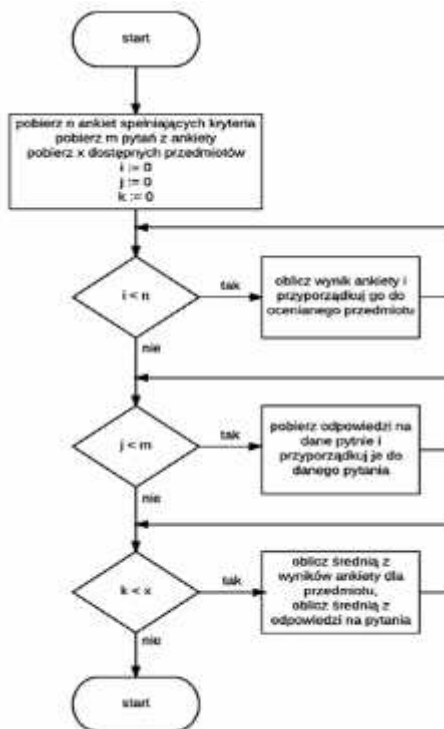 start
pobierz n ankiet spełniających kryteria
pobierz m pytań z ankiety
pobierz x dostępnych przedmiotów
i := 0
j := 0
k := 0
i < n
tak
oblicz wynik ankiety i
przyporządkuj go do
ocenianego przedmiotu
nie
j < m
tak
pobierz odpowiedzi na
dane pytnie i
przyporządkuj je do
danego pytania
nie
k < x
tak
oblicz średnią z
wyników ankiety dla
przedmiotu,
oblicz średnią z
odpowiedzi na pytania
nie
start